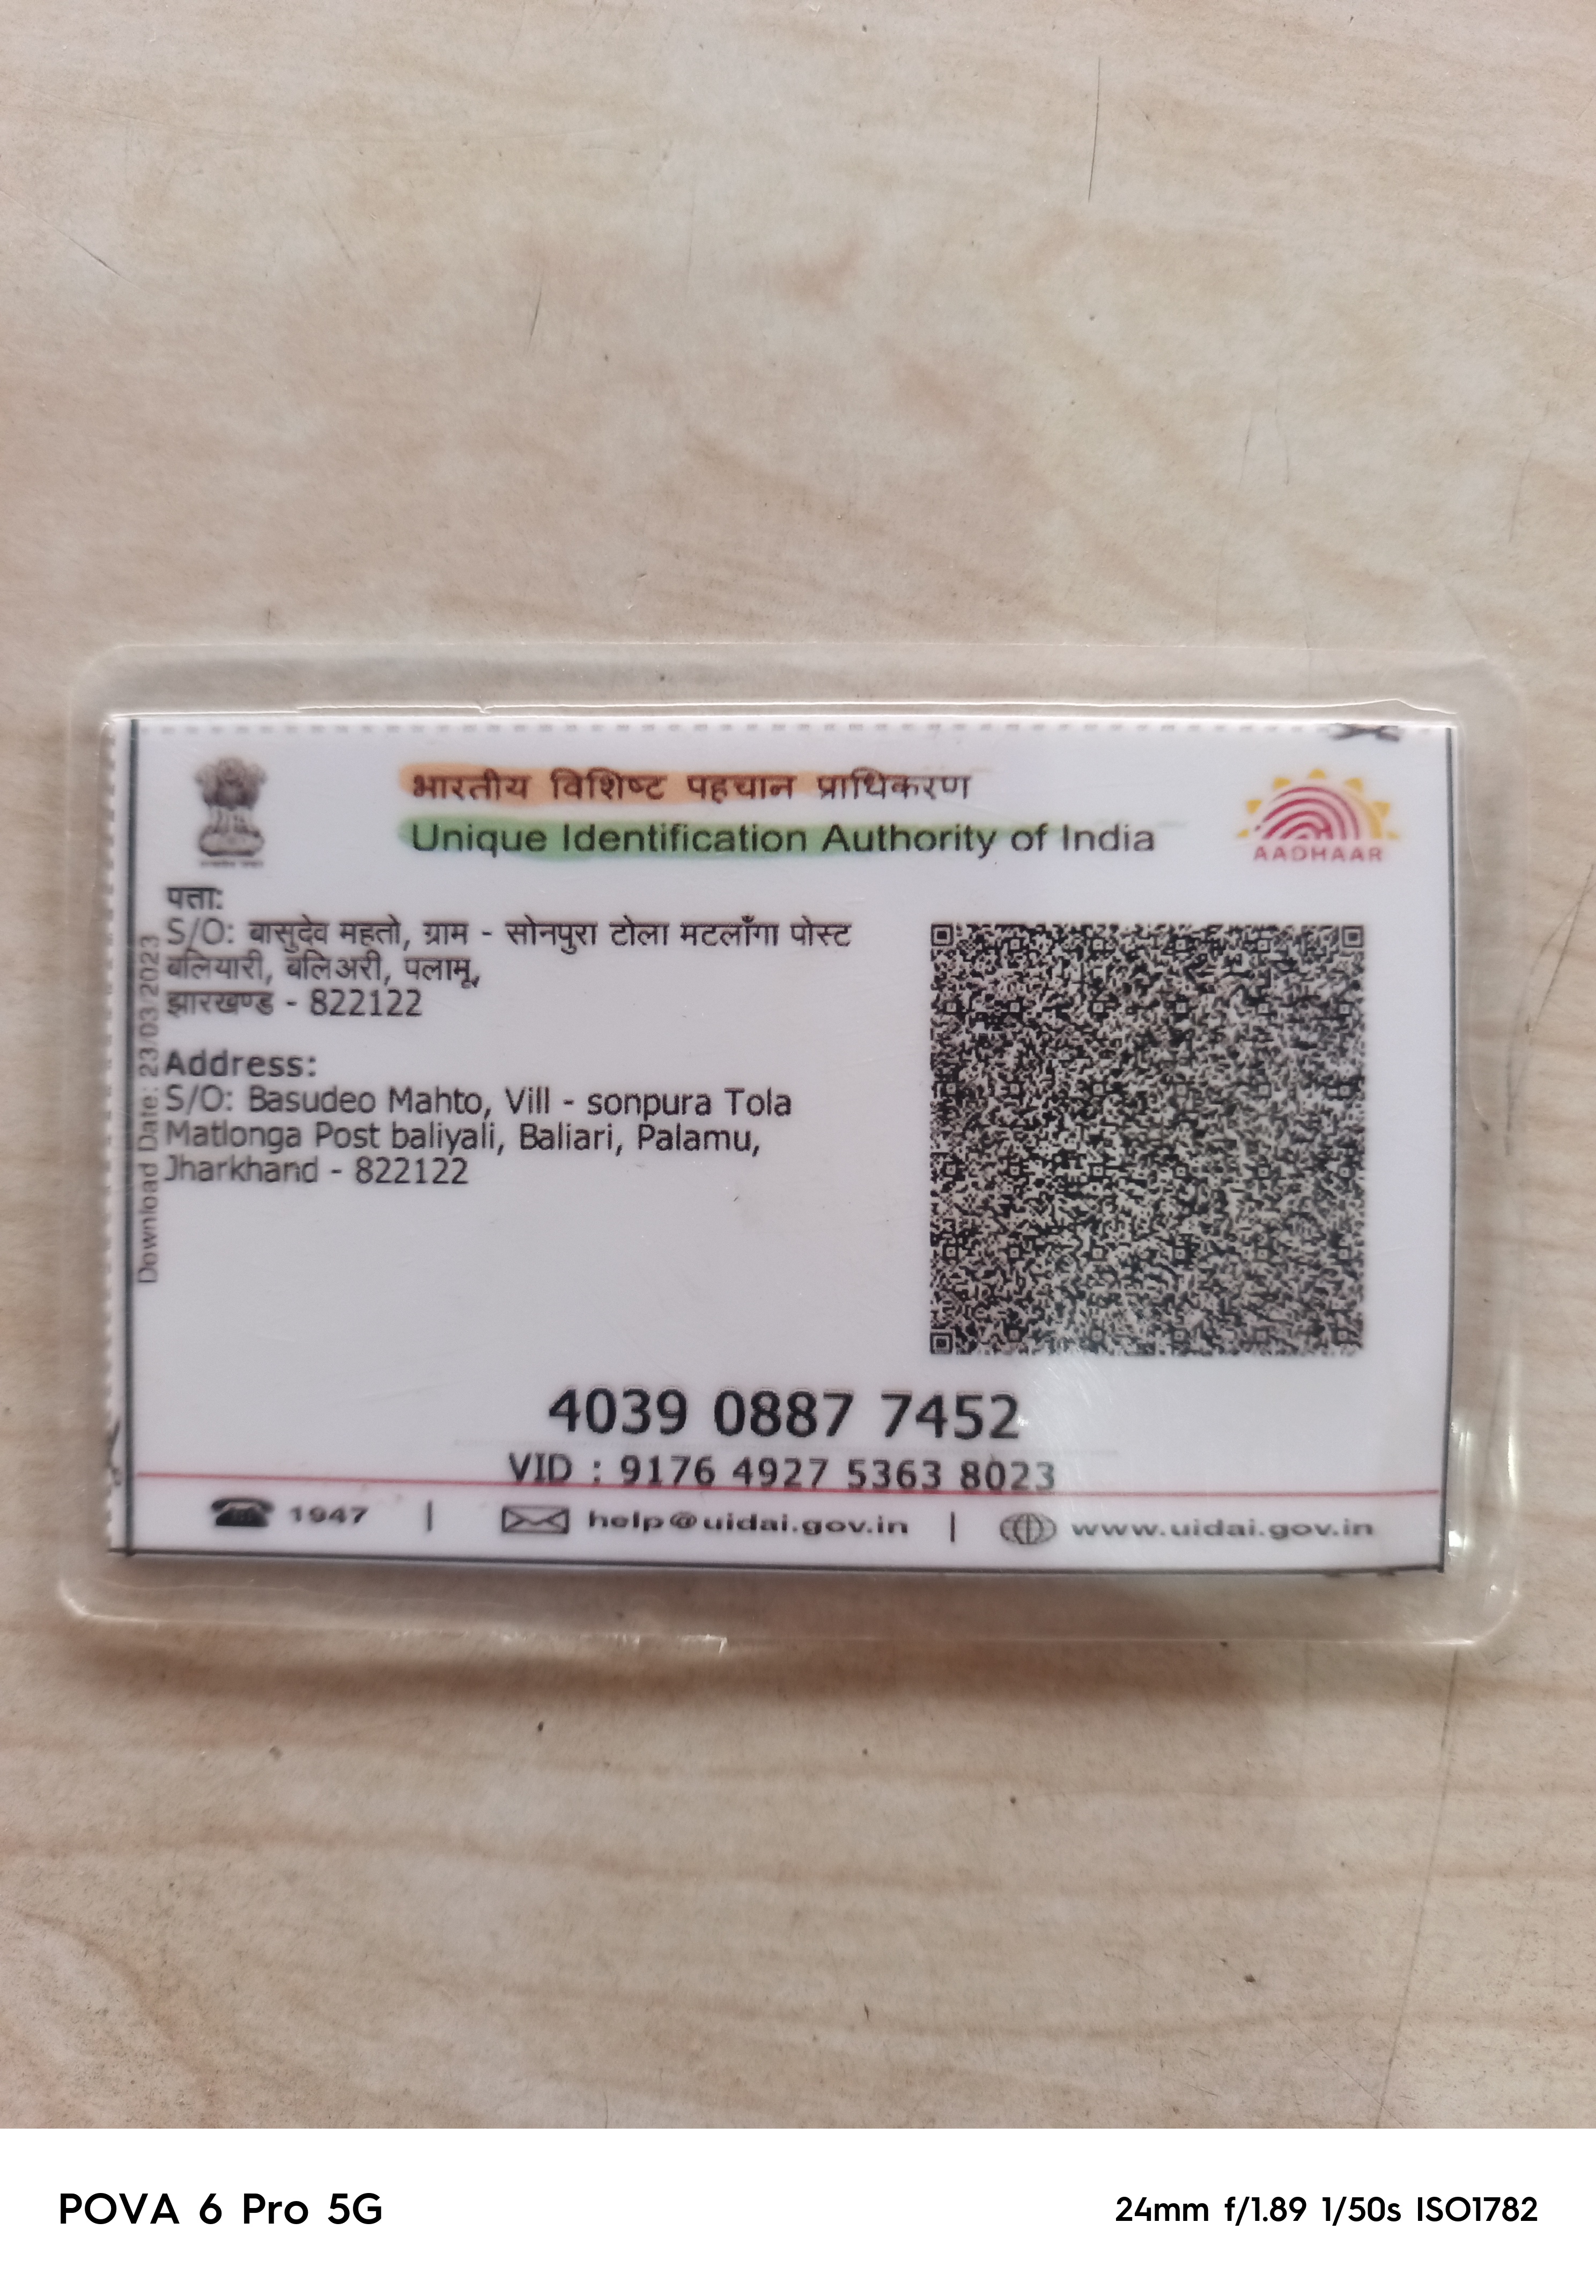 भारतीय विशिष्ट पहचान प्राधिकरण
Unique Identification Authority of India
AADHAAR
पता:
S/O: बासुदेव महतो, ग्राम - सोनपुरा टोला मटलोंगा पोस्ट
बलियारी, बलिअरी, पलामू,
झारखण्ड - 822122
Address:
S/O: Basudeo Mahto, Vill - sonpura Tola
Matlonga Post baliyali, Baliari, Palamu,
Jharkhand - 822122
Download Date: 23/03/2023
4039 0887 7452
VID : 9176 4927 5363 8023
1947 | help@uidai.gov.in | www.uidai.gov.in
POVA 6 Pro 5G
24mm f/1.89 1/50s ISO1782